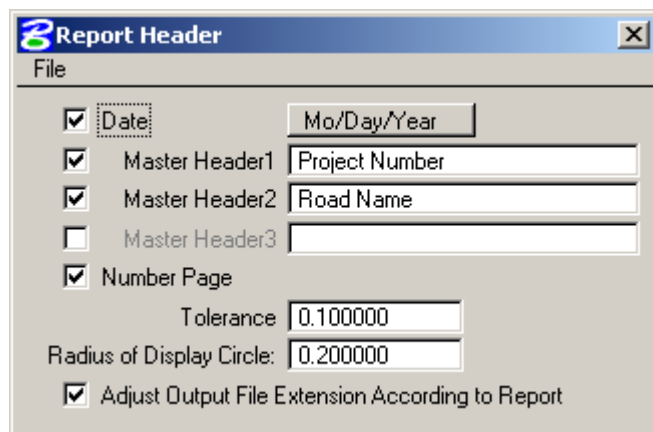 Report Header
File
Date Mo/Day/Year
Master Header1 Project Number
Master Header2 Road Name
Master Header3
Number Page
Tolerance 0.100000
Radius of Display Circle: 0.200000
Adjust Output File Extension According to Report